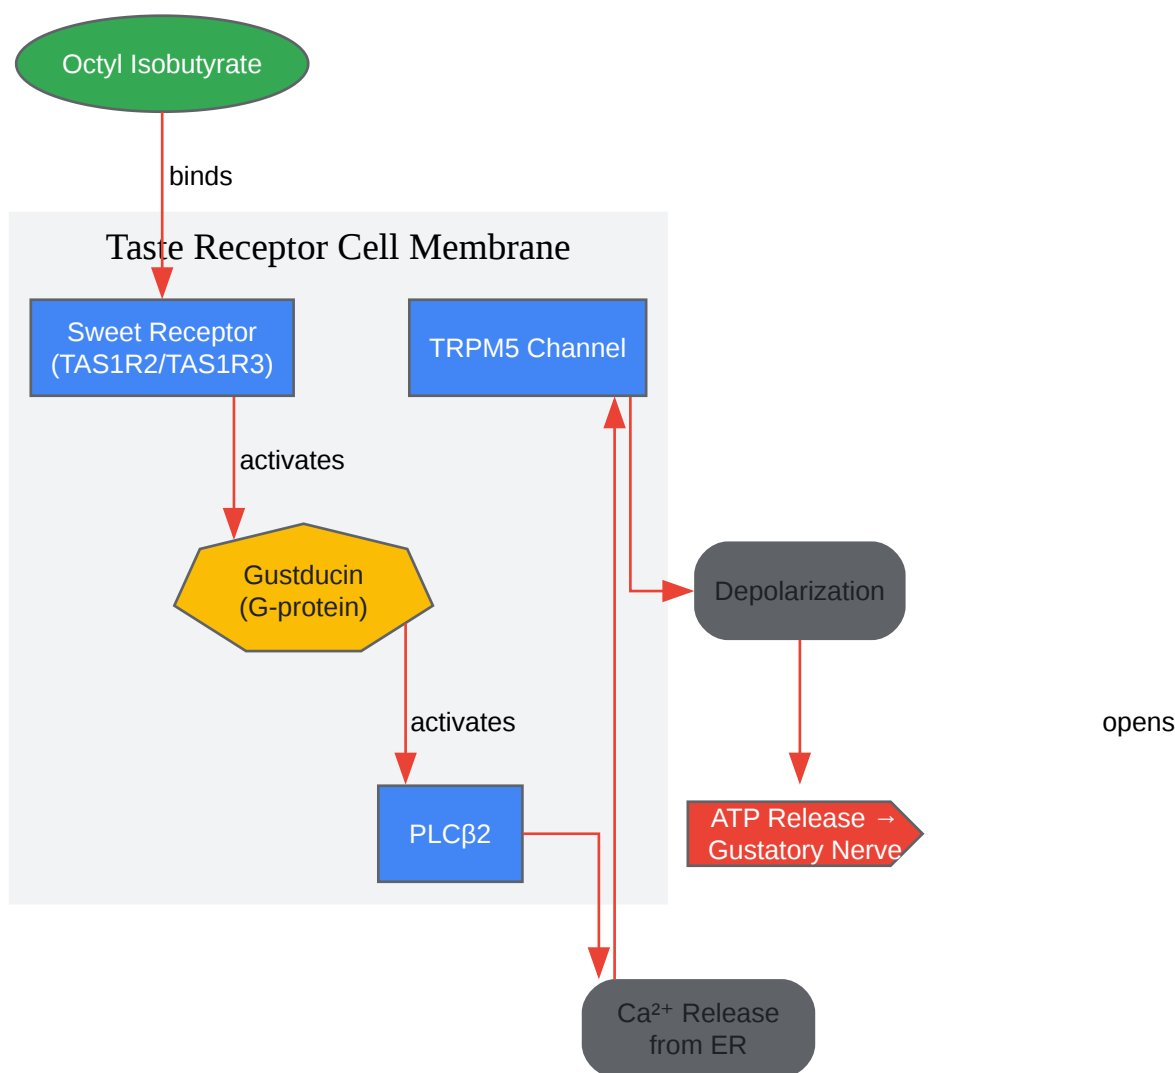 Octyl Isobutyrate
binds
Taste Receptor Cell Membrane
Sweet Receptor
(TAS1R2/TAS1R3)
TRPM5 Channel
activates
Gustducin
(G-protein)
Depolarization
activates
opens
PLCβ2
ATP Release →
Gustatory Nerve
Ca²⁺ Release
from ER